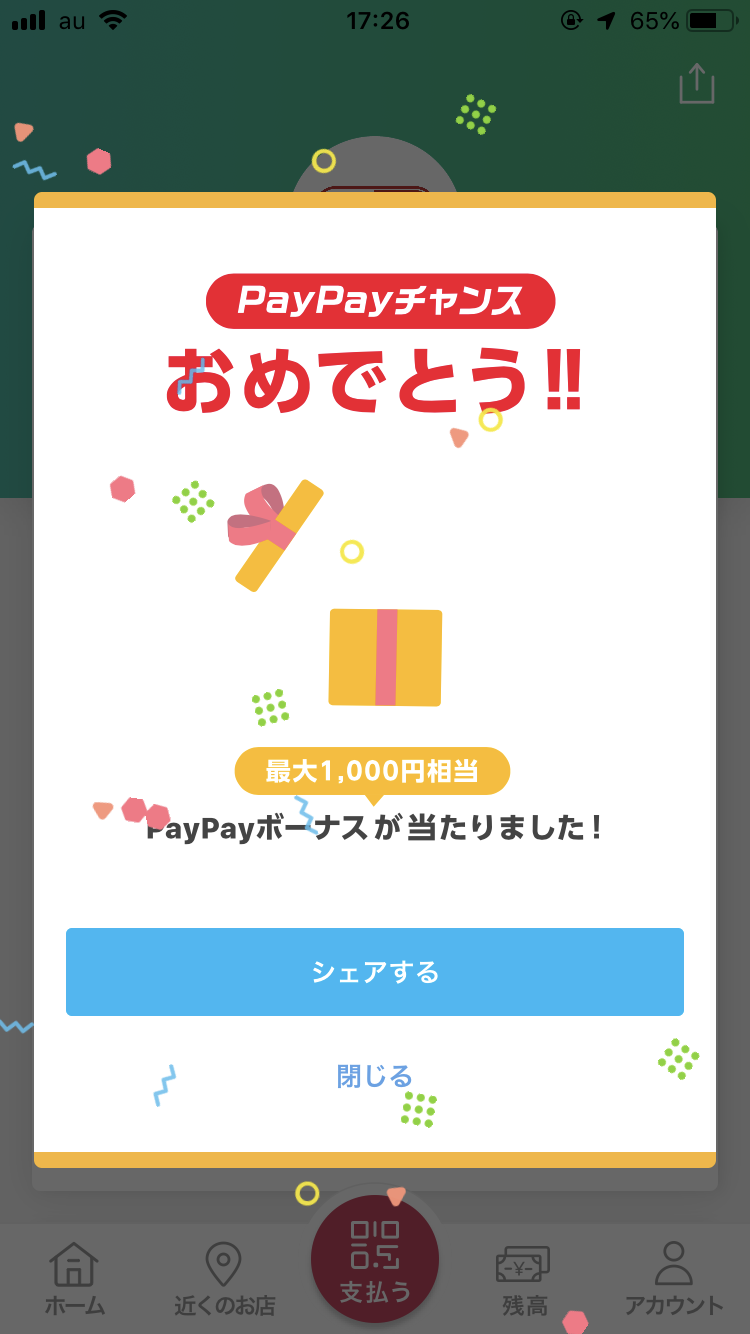 au 17:26 65%
PayPayチャンス
おめでとう!!
最大1,000円相当
PayPayボーナスが当たりました!
シェアする
閉じる
支払う
ホーム 近くのお店 残高 アカウント